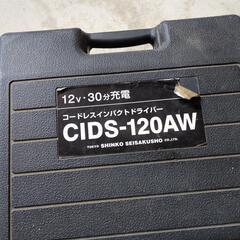 12V・30分充電
コードレスインパクトドライバー
CIDS-120AW
TOKYO SHINKO SEISAKUSHO CO.,LTD.